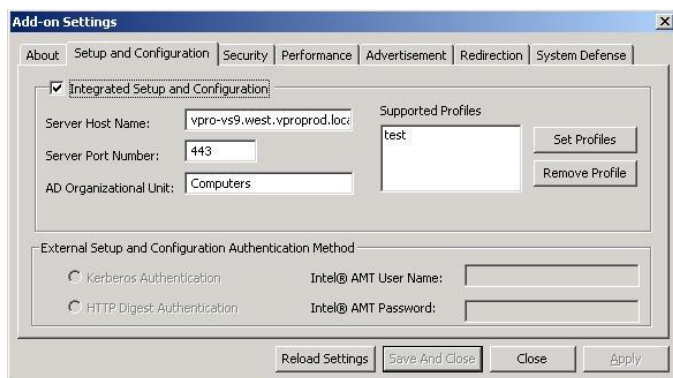 Add-on Settings
About Setup and Configuration Security Performance Advertisement Redirection System Defense
Integrated Setup and Configuration
Server Host Name: vpro-vs9.west.vproprod.loca
Server Port Number: 443
AD Organizational Unit: Computers
Supported Profiles
test
Set Profiles
Remove Profile
External Setup and Configuration Authentication Method
Kerberos Authentication
HTTP Digest Authentication
Intel® AMT User Name:
Intel® AMT Password:
Reload Settings Save And Close Close Apply